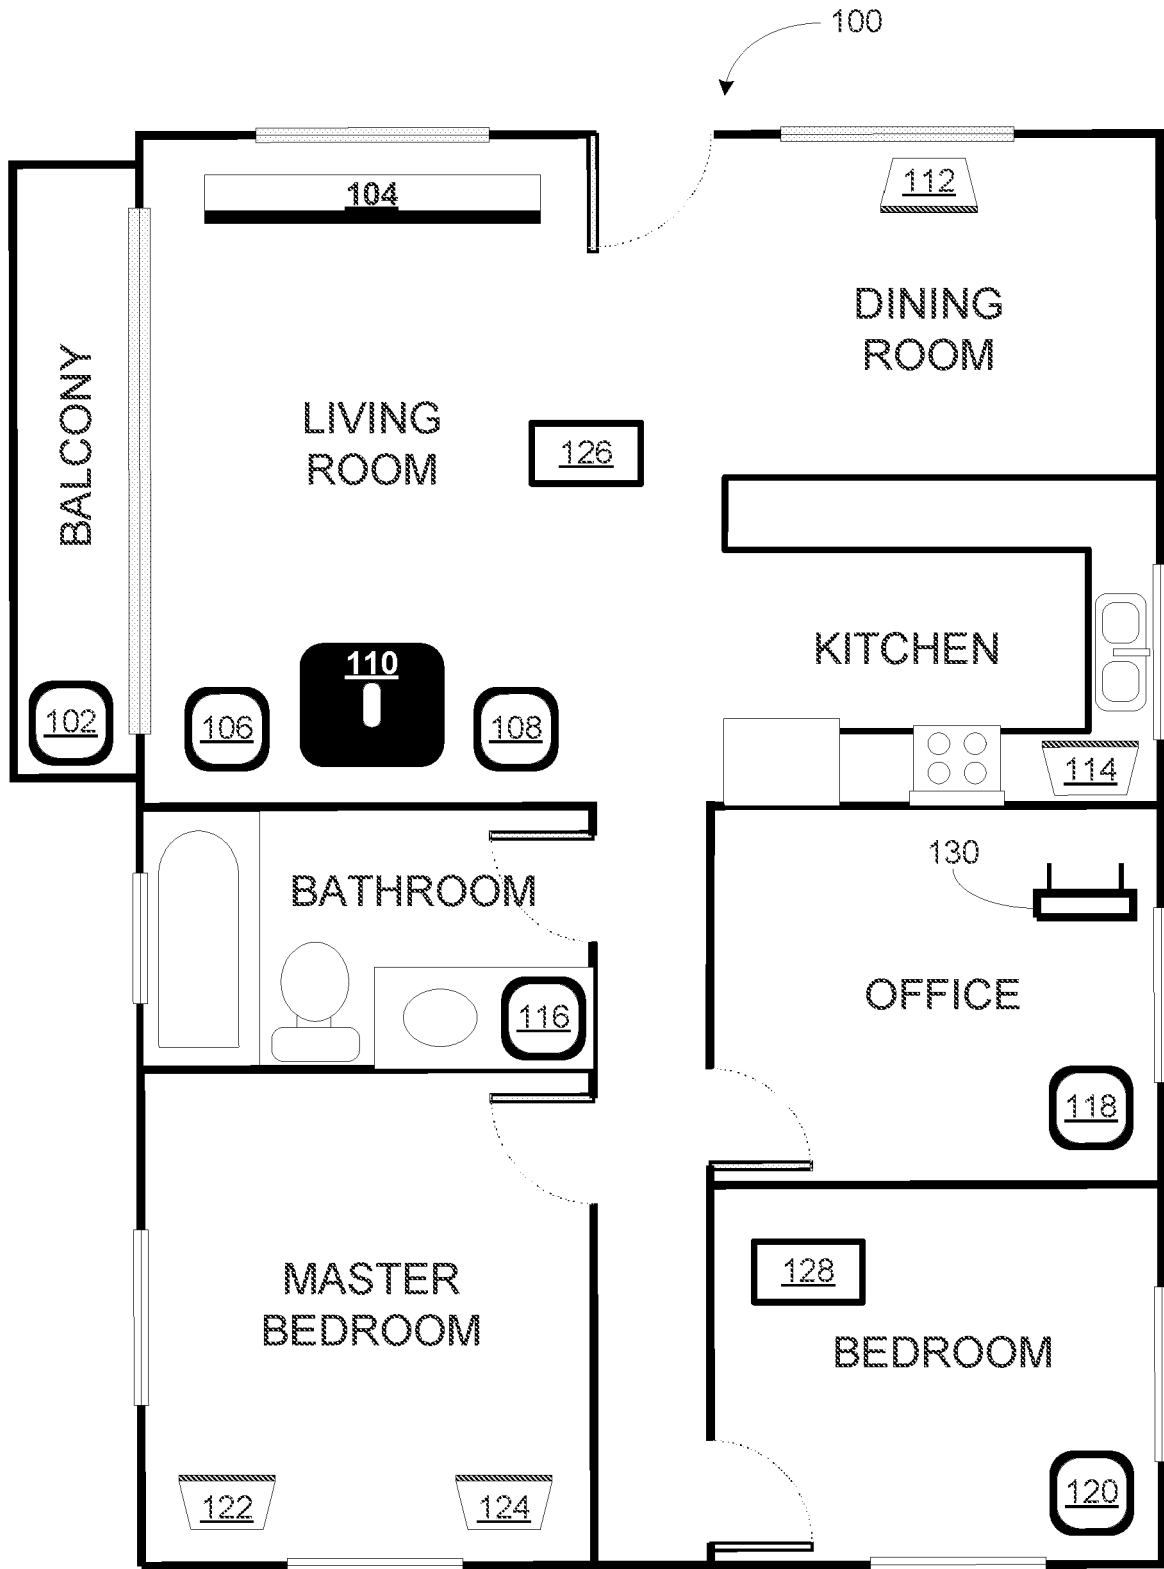 100
104
112
DINING
ROOM
BALCONY
LIVING
ROOM
126
KITCHEN
110
102
106
108
114
130
BATHROOM
OFFICE
116
118
128
MASTER
BEDROOM
BEDROOM
122
124
120